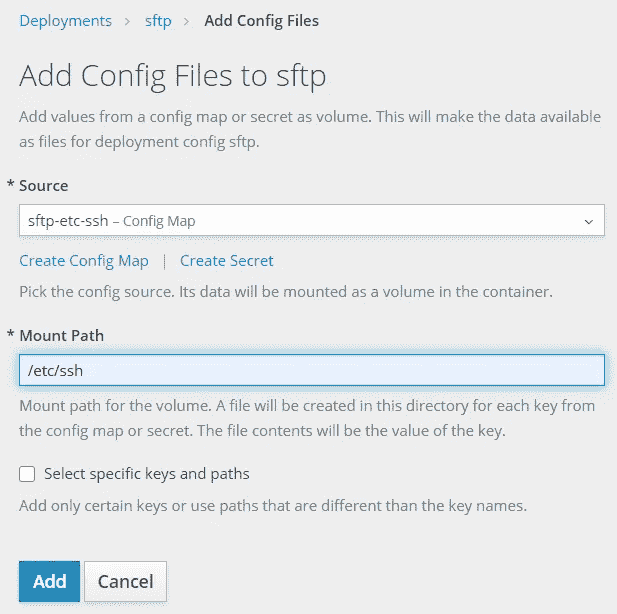 Deployments > sftp > Add Config Files
Add Config Files to sftp
Add values from a config map or secret as volume. This will make the data available
as files for deployment config sftp.
* Source
sftp-etc-ssh – Config Map
Create Config Map | Create Secret
Pick the config source. Its data will be mounted as a volume in the container.
* Mount Path
/etc/ssh
Mount path for the volume. A file will be created in this directory for each key from
the config map or secret. The file contents will be the value of the key.
Select specific keys and paths
Add only certain keys or use paths that are different than the key names.
Add Cancel